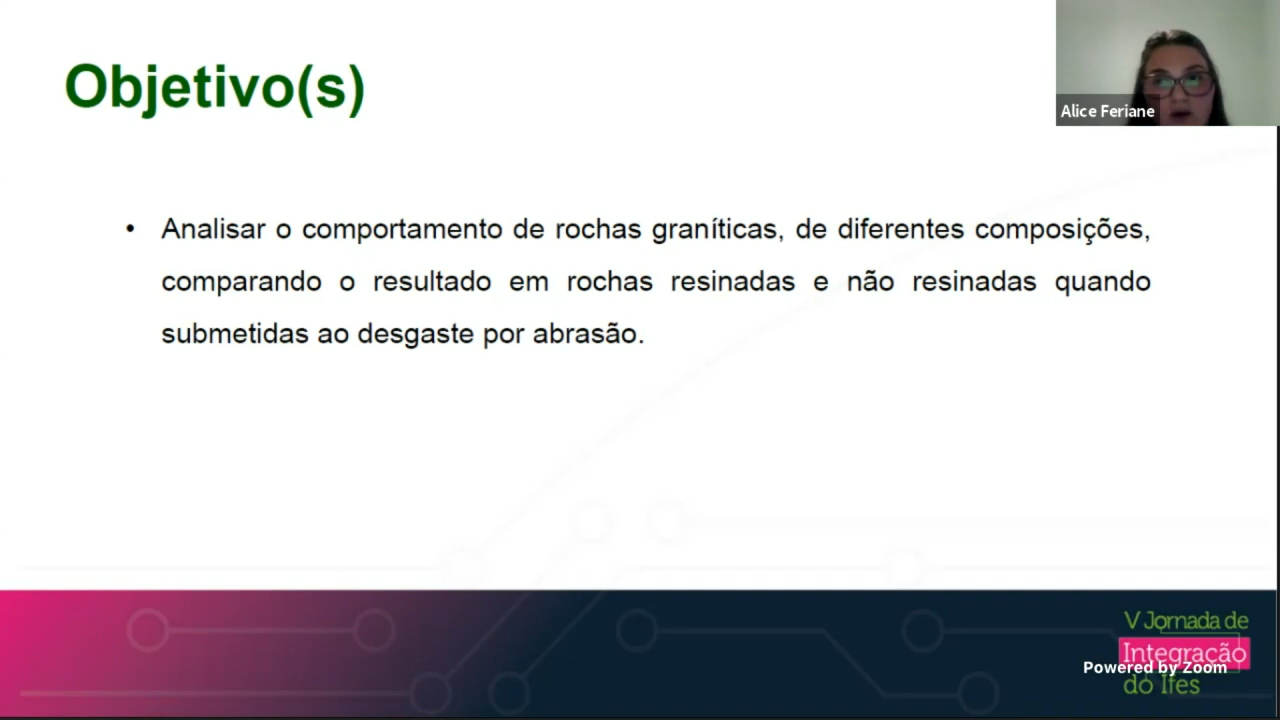 Objetivo(s)
Alice Feriane
• Analisar o comportamento de rochas graníticas, de diferentes composições,
comparando o resultado em rochas resinadas e não resinadas quando
submetidas ao desgaste por abrasão.
V Jornada de
Integração
Powered by Zoom
do Ifes